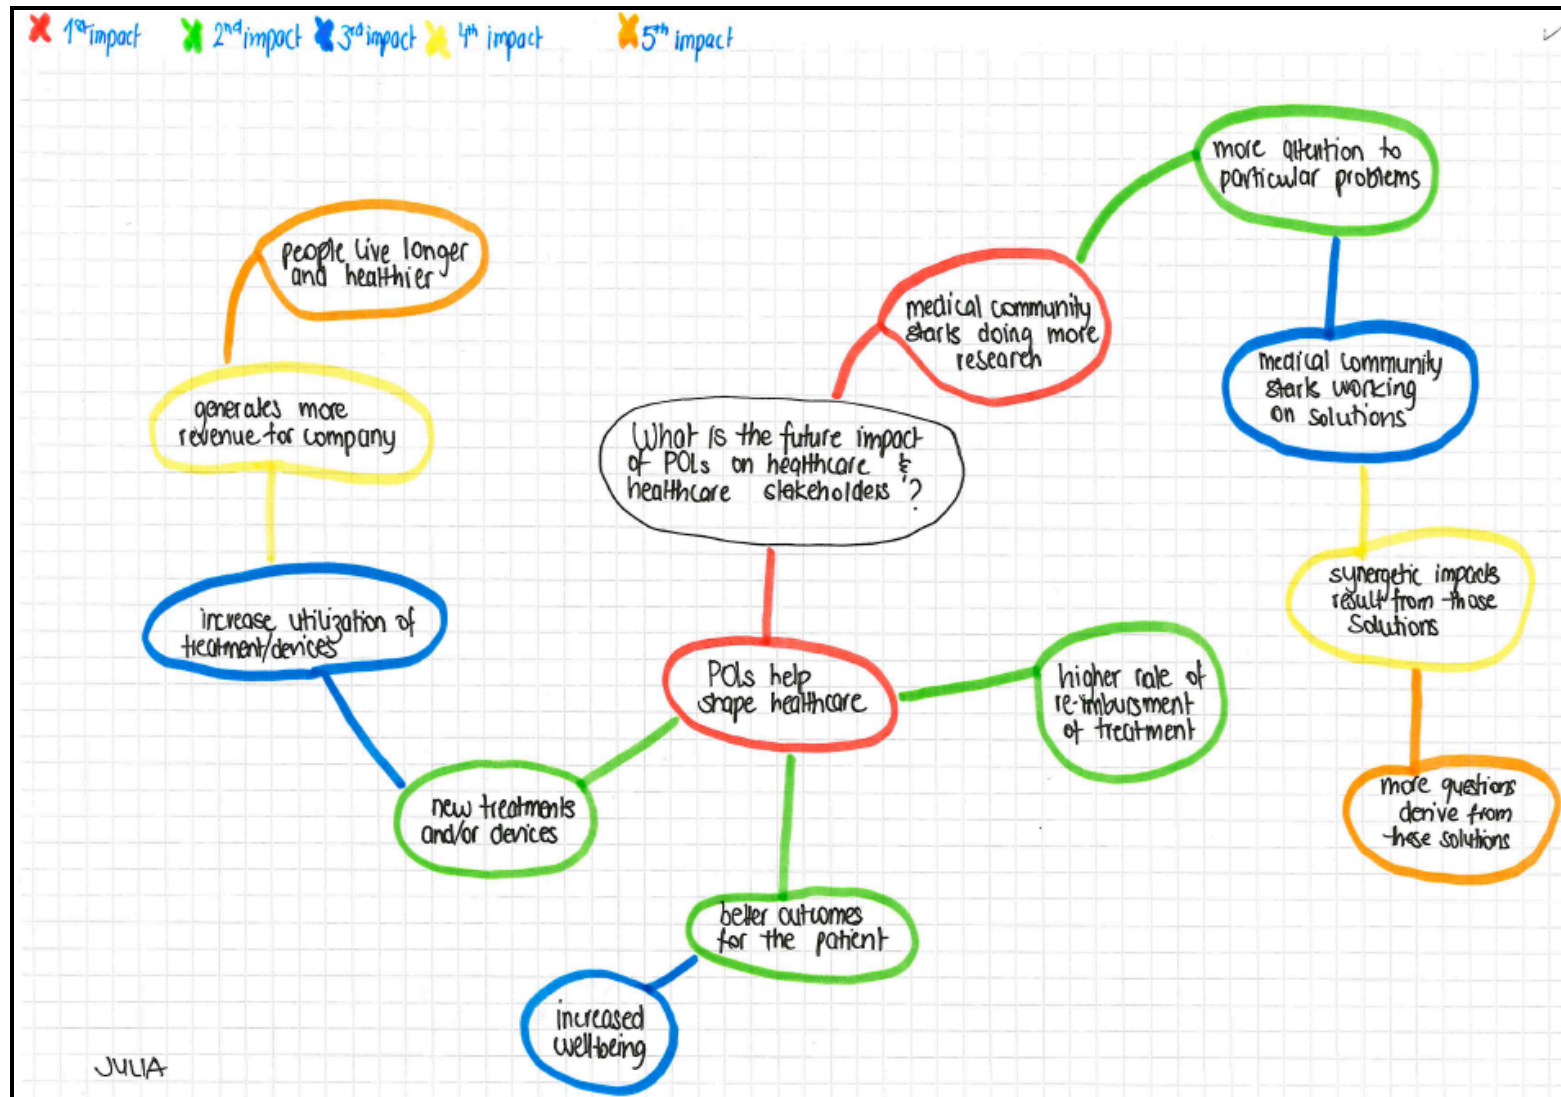 1st impact
2nd impact
3rd impact
4th impact
5th impact
more attention to
particular problems
people live longer
and healthier
medical community
starts doing more
research
medical community
starts working
on solutions
generates more
revenue for company
What is the future impact
of POLs on healthcare &
healthcare stakeholders ?
synergetic impacts
result from those
solutions
increase utilization of
treatment/devices
POLs help
shape healthcare
higher rate of
re-imbursment
of treatment
more questions
derive from
these solutions
new treatments
and/or devices
better outcomes
for the patient
increased
well-being
JULIA